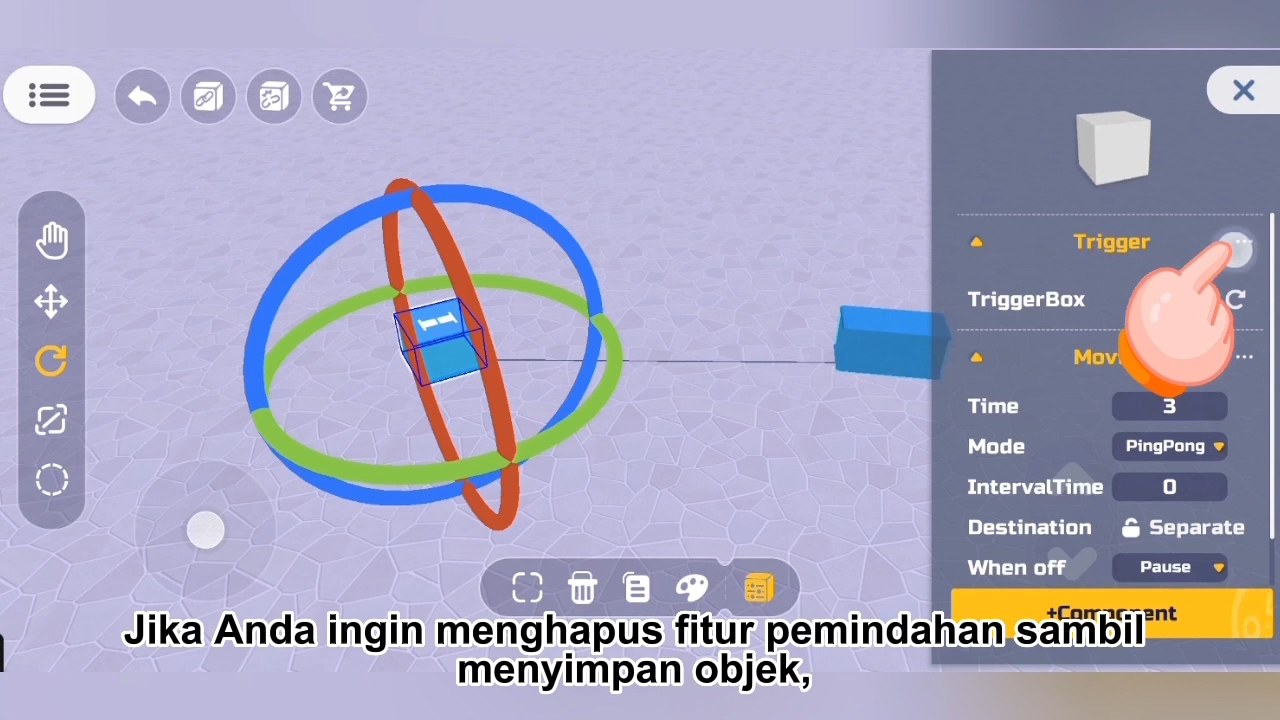 Trigger
TriggerBox
Time
3
Mode
PingPong
IntervalTime
0
Destination
Separate
When off
Pause
+Component
Jika Anda ingin menghapus fitur pemindahan sambil
menyimpan objek,